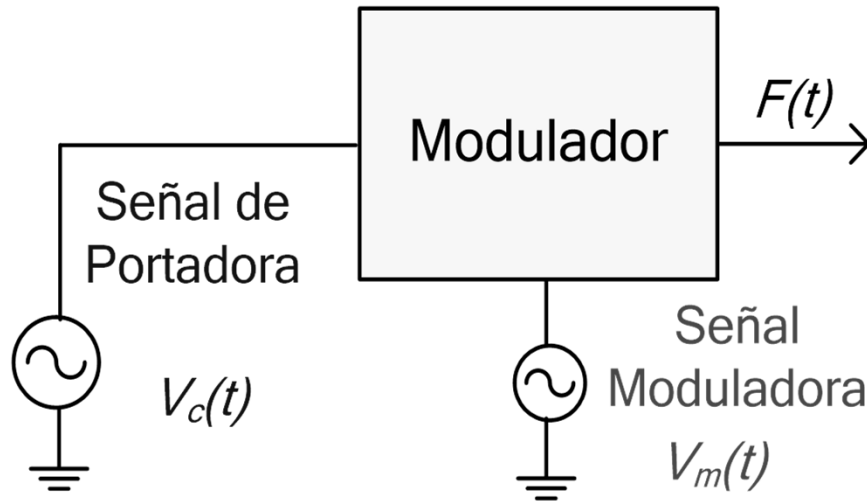 Modulador
F(t)
Señal de
Portadora
Vc(t)
Señal
Moduladora
Vm(t)